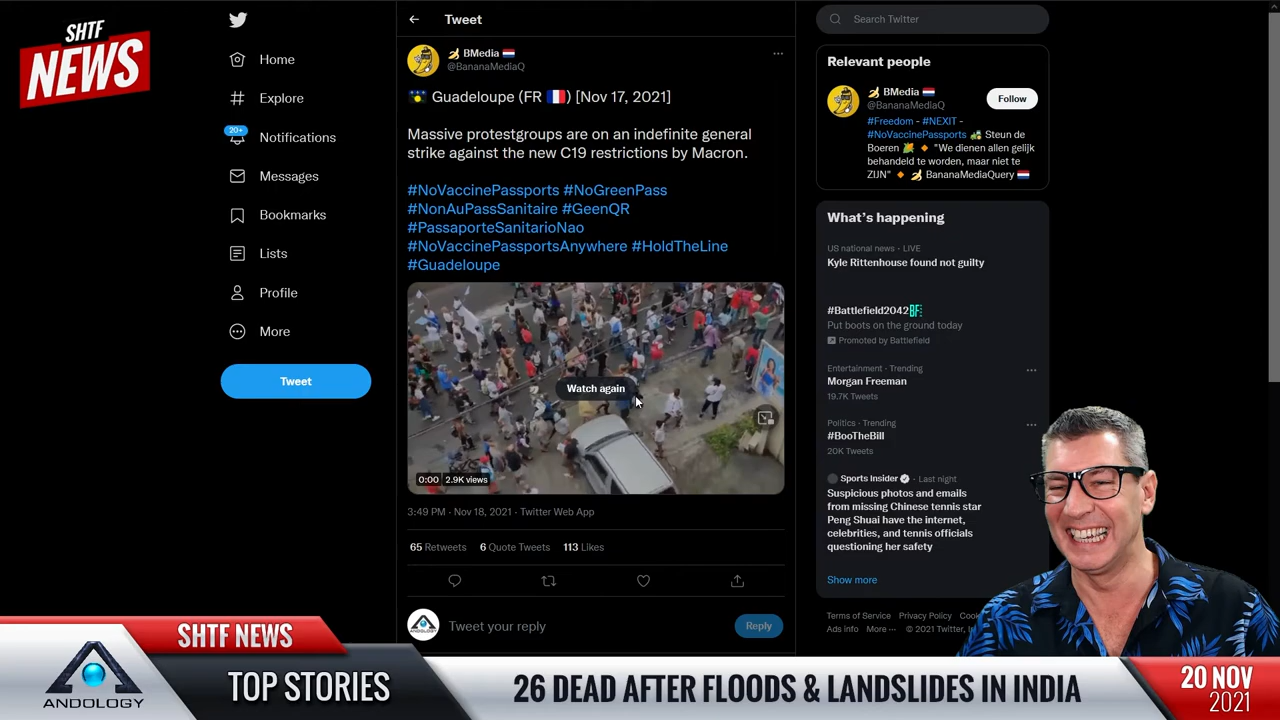 SHTF
NEWS
Home
Explore
20+
Notifications
Messages
Bookmarks
Lists
Profile
More
Tweet
Tweet
BMedia
@BananaMediaQ
Guadeloupe (FR) [Nov 17, 2021]
Massive protestgroups are on an indefinite general
strike against the new C19 restrictions by Macron.
#NoVaccinePassports #NoGreenPass
#NonAuPassSanitaire #GeenQR
#PassaporteSanitarioNao
#NoVaccinePassportsAnywhere #HoldTheLine
#Guadeloupe
Watch again
0:00 2.9K views
3:49 PM · Nov 18, 2021 · Twitter Web App
65 Retweets 6 Quote Tweets 113 Likes
ANDOLOGY
Tweet your reply
Reply
Search Twitter
Relevant people
BMedia
@BananaMediaQ
Follow
#Freedom - #NEXIT -
#NoVaccinePassports Steun de
Boeren "We dienen allen gelijk
behandeld te worden, maar niet te
ZIJN" BananaMediaQuery
What's happening
US national news · LIVE
Kyle Rittenhouse found not guilty
#Battlefield2042
Put boots on the ground today
Promoted by Battlefield
Entertainment · Trending
Morgan Freeman
19.7K Tweets
Politics · Trending
#BooTheBill
20K Tweets
Sports Insider · Last night
Suspicious photos and emails
from missing Chinese tennis star
Peng Shuai have the internet,
celebrities, and tennis officials
questioning her safety
Show more
Terms of Service Privacy Policy
Ads info More ··· © 2021 Twitter,
SHTF NEWS
ANDOLOGY
TOP STORIES
26 DEAD AFTER FLOODS & LANDSLIDES IN INDIA
20 NOV
2021